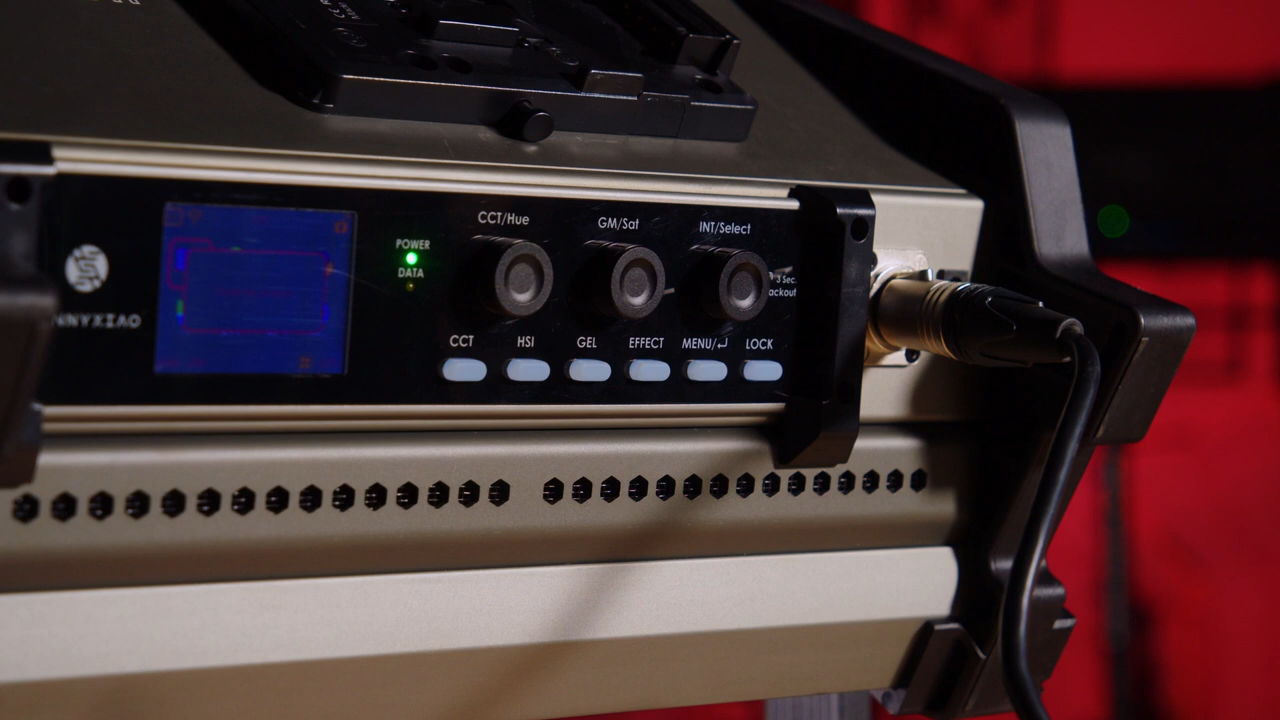 CCT/Hue
GM/Sat
INT/Select
POWER
DATA
3 Sec.
CCT
HSI
GEL
EFFECT
MENU/↵
LOCK